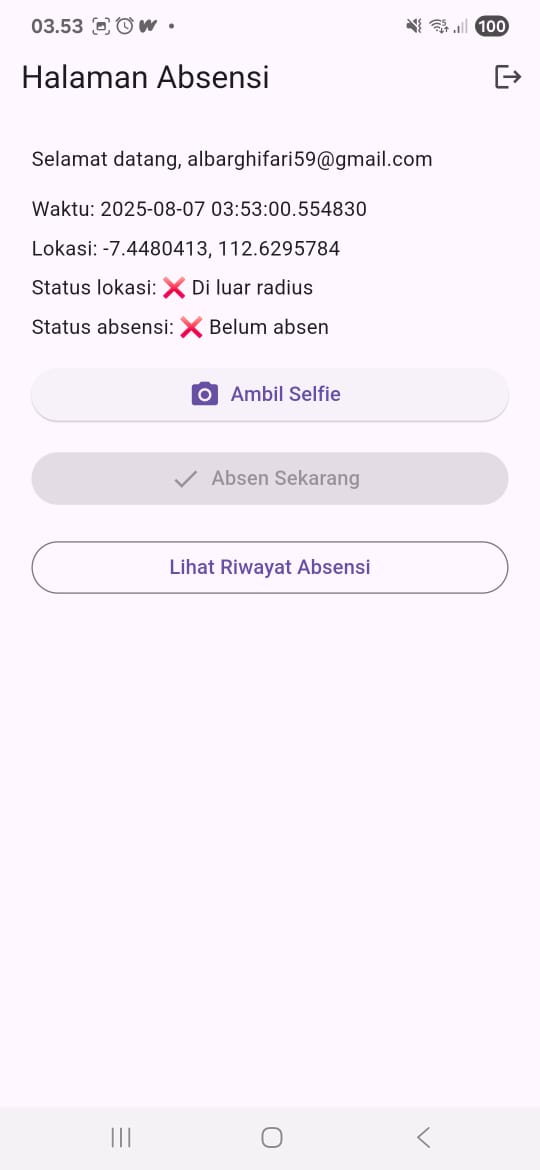 03.53
100
Halaman Absensi
Selamat datang, albarghifari59@gmail.com
Waktu: 2025-08-07 03:53:00.554830
Lokasi: -7.4480413, 112.6295784
Status lokasi: ❌ Di luar radius
Status absensi: ❌ Belum absen
Ambil Selfie
Absen Sekarang
Lihat Riwayat Absensi